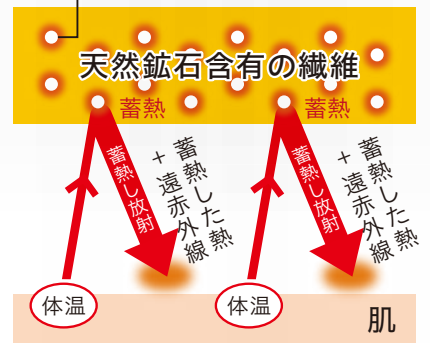 天然鉱石含有の繊維
蓄熱
蓄熱
蓄熱し放射
蓄熱した熱
+遠赤外線
蓄熱し放射
蓄熱した熱
+遠赤外線
体温
体温
肌